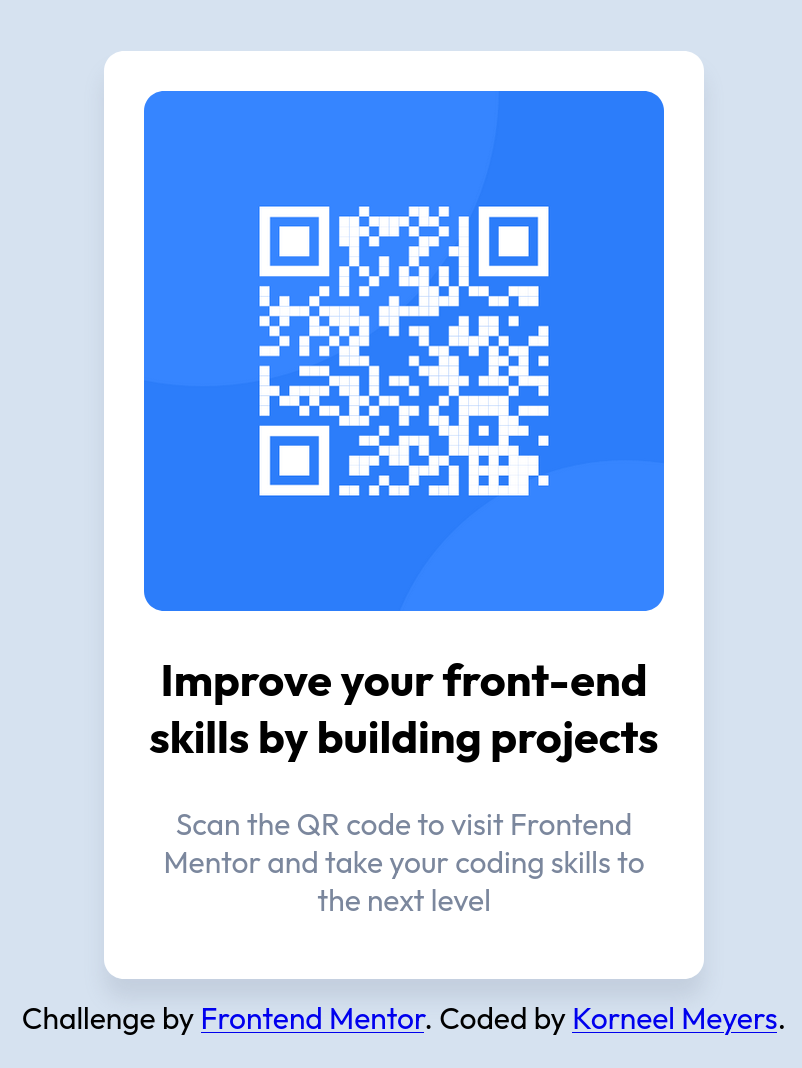 Improve your front-end
skills by building projects
Scan the QR code to visit Frontend
Mentor and take your coding skills to
the next level
Challenge by Frontend Mentor. Coded by Korneel Meyers.